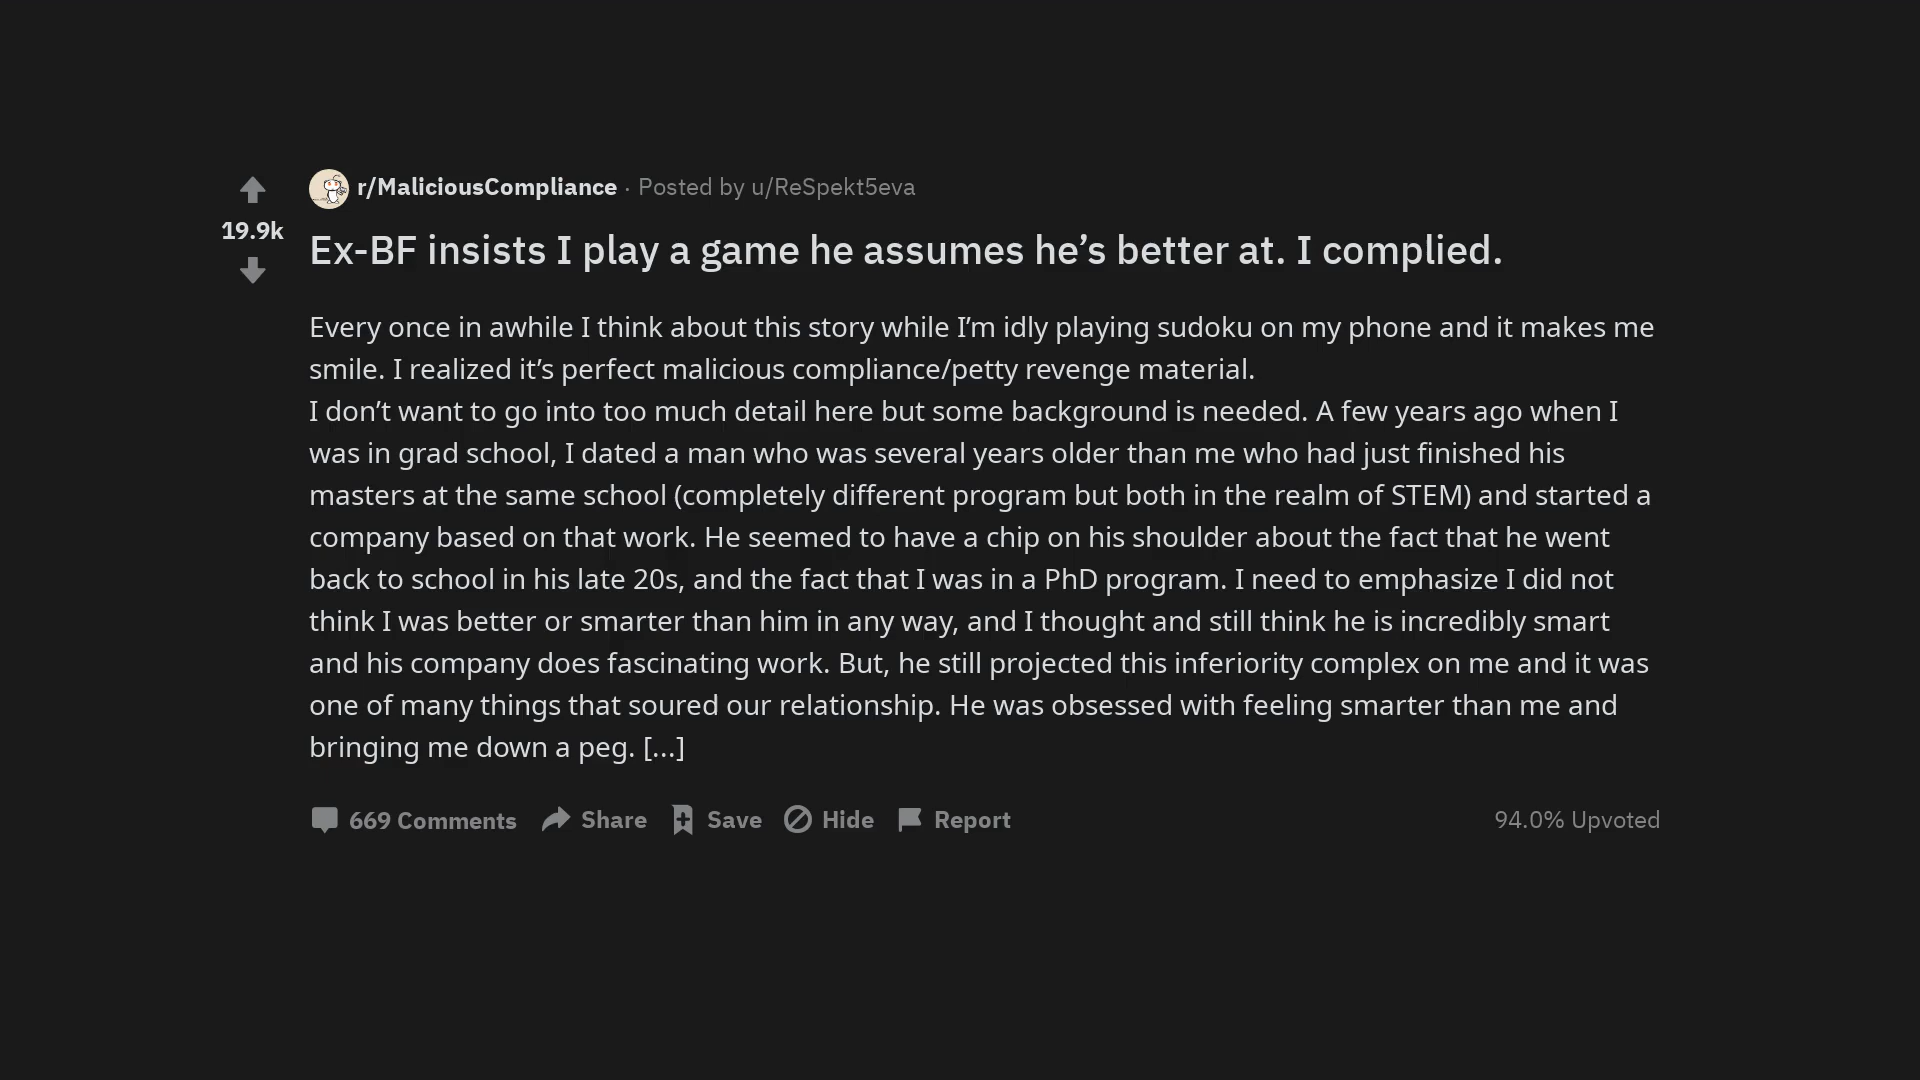 r/MaliciousCompliance · Posted by u/ReSpekt5eva
19.9k
Ex-BF insists I play a game he assumes he’s better at. I complied.
Every once in awhile I think about this story while I’m idly playing sudoku on my phone and it makes me
smile. I realized it’s perfect malicious compliance/petty revenge material.
I don’t want to go into too much detail here but some background is needed. A few years ago when I
was in grad school, I dated a man who was several years older than me who had just finished his
masters at the same school (completely different program but both in the realm of STEM) and started a
company based on that work. He seemed to have a chip on his shoulder about the fact that he went
back to school in his late 20s, and the fact that I was in a PhD program. I need to emphasize I did not
think I was better or smarter than him in any way, and I thought and still think he is incredibly smart
and his company does fascinating work. But, he still projected this inferiority complex on me and it was
one of many things that soured our relationship. He was obsessed with feeling smarter than me and
bringing me down a peg. [...]
669 Comments Share Save Hide Report 94.0% Upvoted